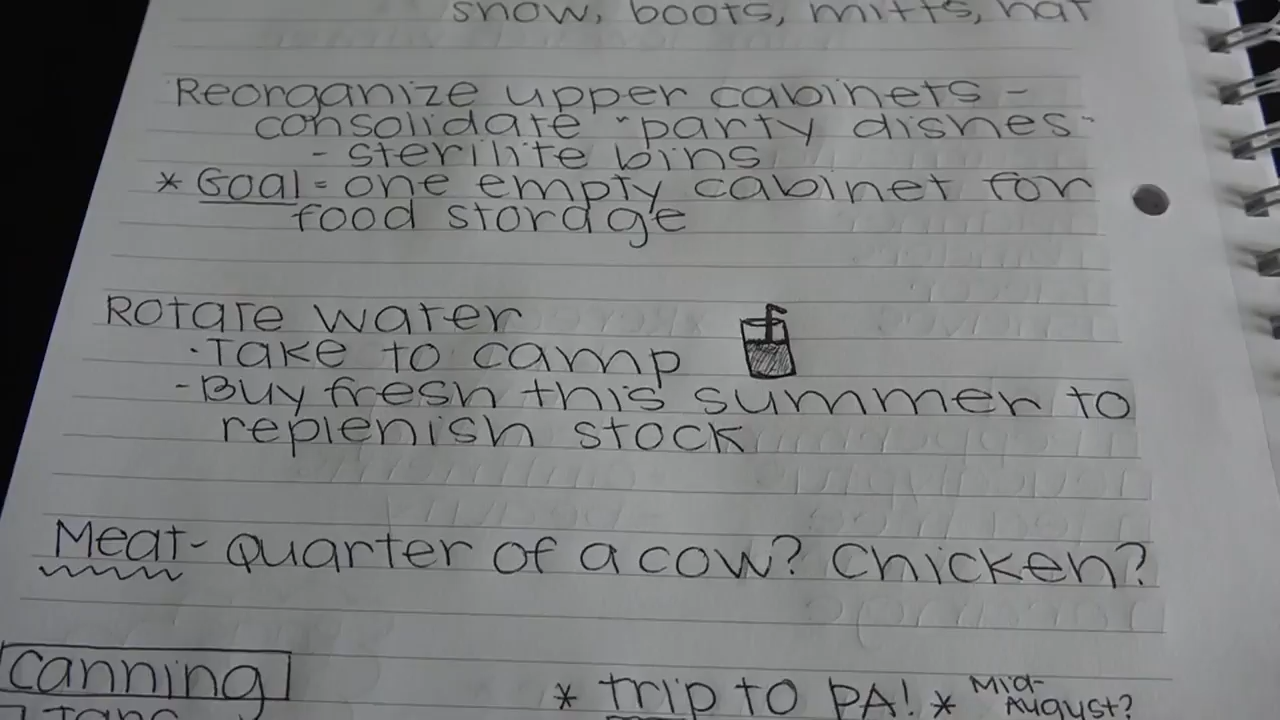 snow, boots, mitts, hat
Reorganize upper cabinets -
consolidate "party dishes"
- sterilite bins
* Goal - one empty cabinet for
food storage
Rotate water
- Take to camp
- Buy fresh this summer to
replenish stock
Meat - quarter of a cow? Chicken?
Canning
* Trip to PA! * Mid-
August?